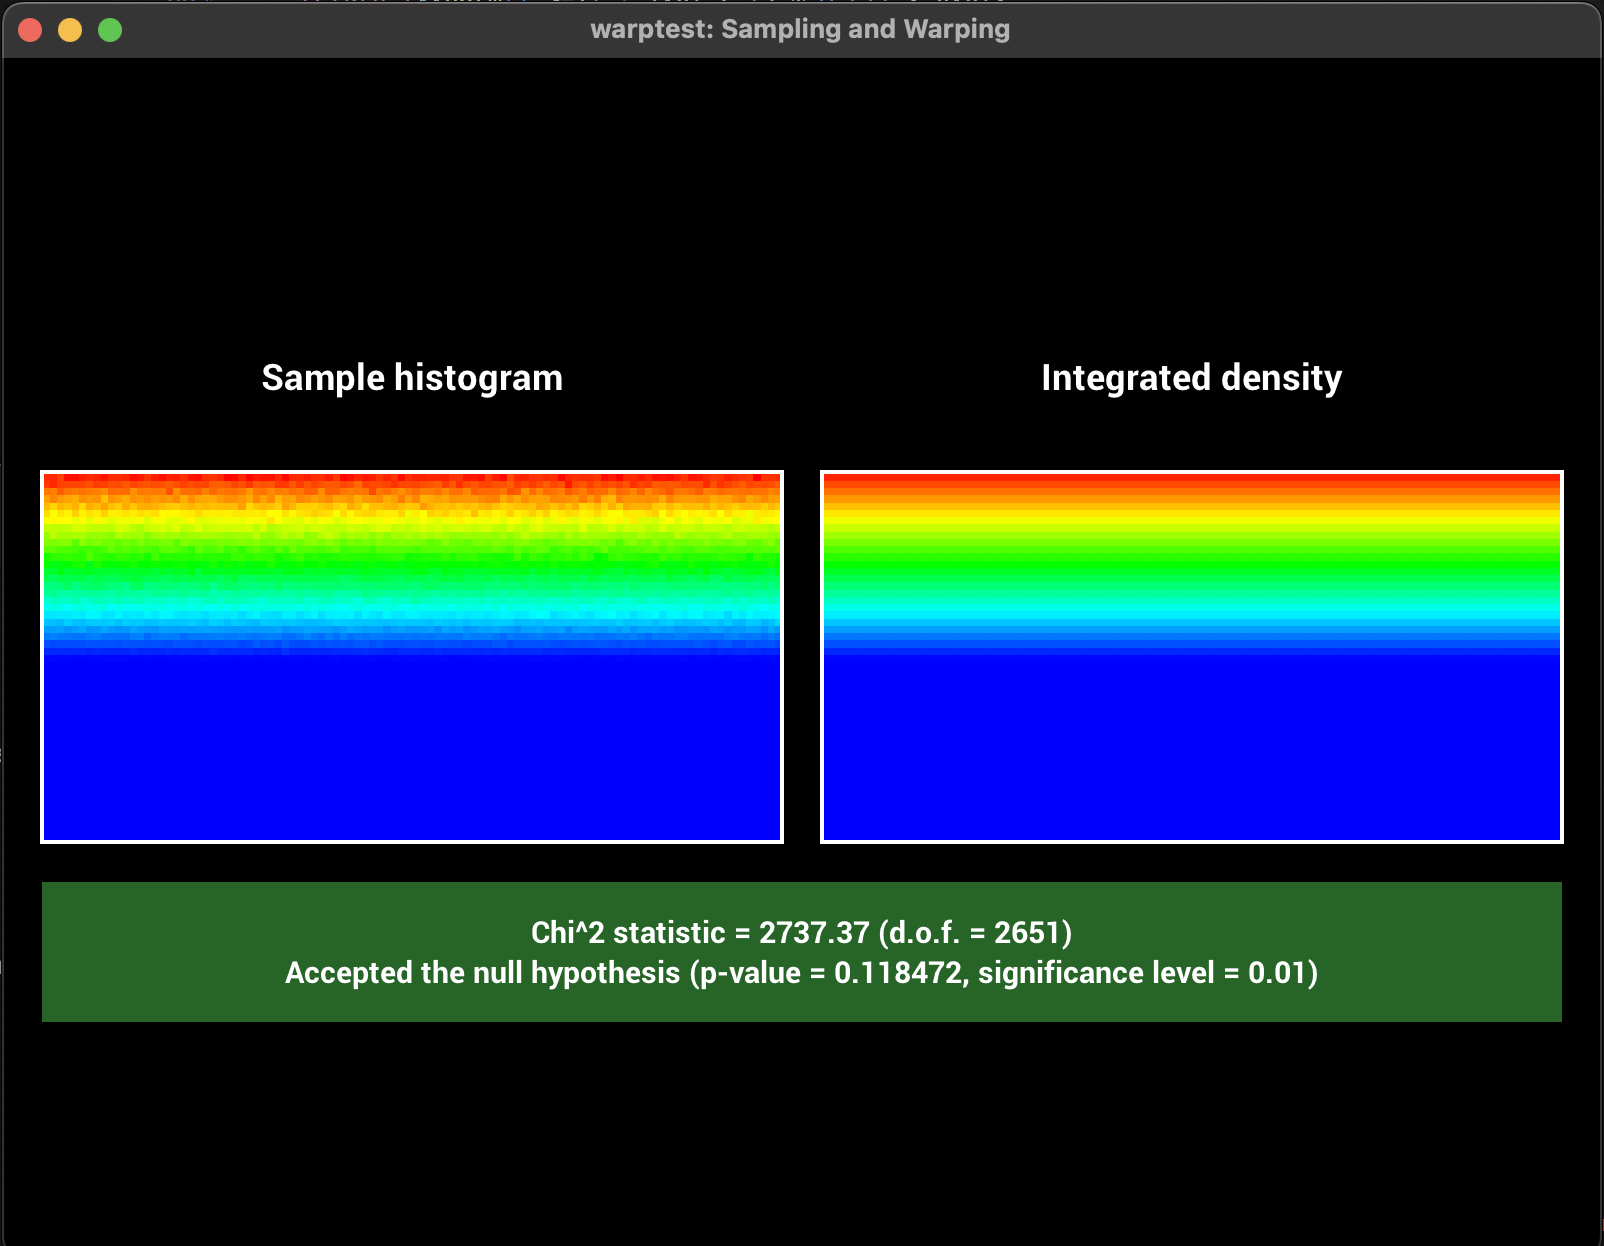 warptest: Sampling and Warping
Sample histogram
Integrated density
Chi^2 statistic = 2737.37 (d.o.f. = 2651)
Accepted the null hypothesis (p-value = 0.118472, significance level = 0.01)